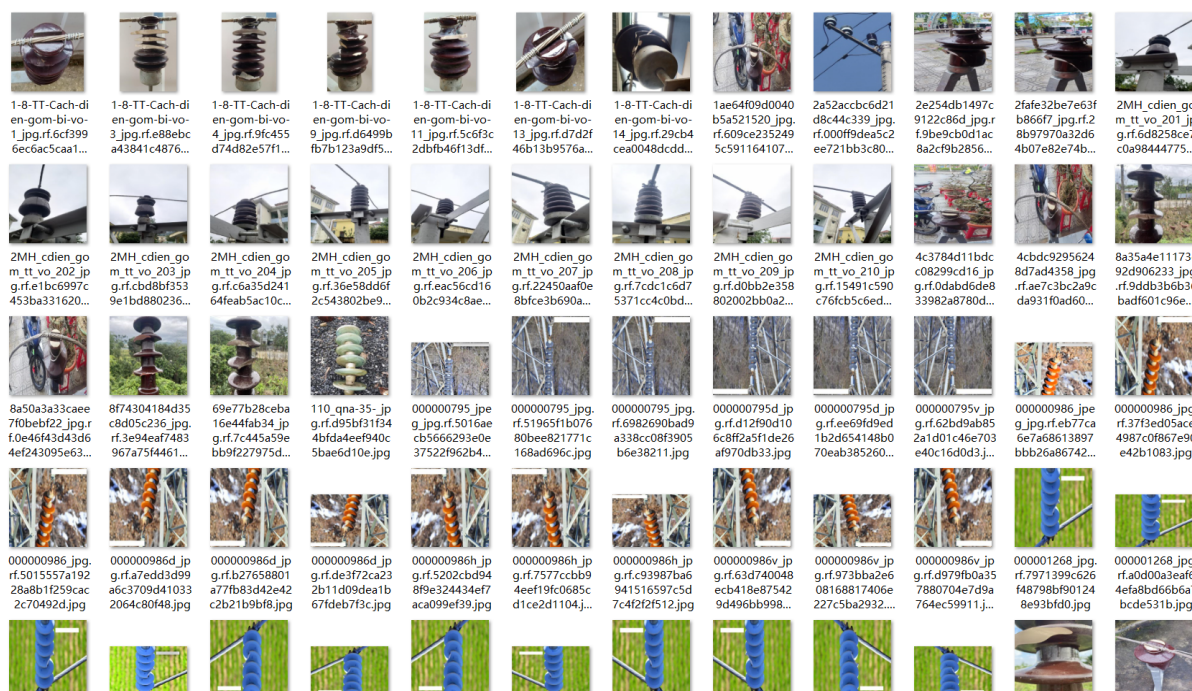 1-8-TT-Cach-di
en-gom-bi-vo-
1_jpg.rf.6cf399
6ec6ac5caa1...
1-8-TT-Cach-di
en-gom-bi-vo-
3_jpg.rf.e88ebc
a43841c4876...
1-8-TT-Cach-di
en-gom-bi-vo-
4_jpg.rf.9fc455
d74d82e57f1...
1-8-TT-Cach-di
en-gom-bi-vo-
9_jpg.rf.d6499b
fb7b123a9df5...
1-8-TT-Cach-di
en-gom-bi-vo-
11_jpg.rf.5c6f3c
2dbfb46f13df...
1-8-TT-Cach-di
en-gom-bi-vo-
13_jpg.rf.d7d2f
46b13b9576a...
1-8-TT-Cach-di
en-gom-bi-vo-
14_jpg.rf.29cb4
cea0048dcdd...
1ae64f09d0040
b5a521520_jpg.
rf.609ce235249
5c591164107...
2a52accbc6d21
d8c44c339_jpg.
rf.000ff9dea5c2
ee721bb3c80...
2e254db1497c
9122c86d_jpg.r
f.9be9cb0d1ac
8a2cf9b2856...
2fafe32be7e63f
b866f7_jpg.rf.2
8b97970a32d6
4b07e82e74b...
2MH_cdien_go
m_tt_vo_201_j
g.rf.6d8258ce7
c0a98444775...
2MH_cdien_go
m_tt_vo_202_jp
g.rf.e1bc6997c
453ba331620...
2MH_cdien_go
m_tt_vo_203_jp
g.rf.cbd8bf353
9e1bd880236...
2MH_cdien_go
m_tt_vo_204_jp
g.rf.c6a35d241
64feab5ac10c...
2MH_cdien_go
m_tt_vo_205_jp
g.rf.36e58dd6f
2c543802be9...
2MH_cdien_go
m_tt_vo_206_jp
g.rf.eac56cd16
0b2c934c8ae...
2MH_cdien_go
m_tt_vo_207_jp
g.rf.22450aaf0e
8bfce3b690a...
2MH_cdien_go
m_tt_vo_208_jp
g.rf.7cdc1c6d7
5371cc4c0bd...
2MH_cdien_go
m_tt_vo_209_jp
g.rf.d0bb2e358
802002bb0a2...
2MH_cdien_go
m_tt_vo_210_jp
g.rf.15491c590
c76fcb5c6ed...
4c3784d11bdc
c08299cd16_jp
g.rf.0dabd6de8
33982a8780d...
4cbdc9295624
8d7ad4358_jpg
.rf.ae7c3bc2a9c
da931f0ad60...
8a35a4e11173
92d906233_jpg
rf.9ddb3b6b36
badf601c96e...
8a50a3a33caee
7f0bebf22_jpg.r
f.0e46f43d43d6
4ef243095e63...
8f74304184d35
c8d05c236_jpg.
rf.3e94eaf7483
967a75f4461...
69e77b28ceba
16e44fab34_jp
g.rf.7c445a59e
bb9f227975d...
110_qna-35-_jp
g.rf.d95bf31f34
4bfda4eef940c
5bae6d10e.jpg
000000795_jpe
g_jpg.rf.5016ae
cb5666293e0e
37522f962b4...
000000795_jpg.
rf.51965f1b076
80bee821771c
168ad696c.jpg
000000795_jpg.
rf.6982690bad9
a338cc08f3905
b6e38211.jpg
000000795d_jp
g.rf.d12f90d10
6c8ff2a5f1de26
af970db33.jpg
000000795d_jp
g.rf.ee69fd9ed
1b2d654148b0
70eab385260...
000000795v_jp
g.rf.62bd9ab85
2a1d01c46e703
e40c16d0d3.j...
000000986_jpe
g_jpg.rf.eb77ca
6e7a68613897
bbb26a86742...
000000986_jpg
rf.37f3ed05ace
4987c0f867e90
e42b1083.jpg
000000986_jpg.
rf.5015557a192
28a8b1f259cac
2c70492d.jpg
000000986d_jp
g.rf.a7edd3d99
a6c3709d41033
2064c80f48.jpg
000000986d_jp
g.rf.b27658801
a77fb83d42e42
c2b21b9bf8.jpg
000000986d_jp
g.rf.de3f72ca23
2b11d09dea1b
67fdeb7f3c.jpg
000000986h_jp
g.rf.5202cbd94
8f9e324434ef7
aca099ef39.jpg
000000986h_jp
g.rf.7577ccbb9
4eef19fc0685c
d1ce2d1104.j...
000000986h_jp
g.rf.c93987ba6
941516597c5d
7c4f2f2f512.jpg
000000986v_jp
g.rf.63d740048
ecb418e87542
9d496bb998...
000000986v_jp
g.rf.973bba2e6
08168817406e
227c5ba2932....
000000986v_jp
g.rf.d979fb0a35
7880704e7d9a
764ec59911.j...
000001268_jpg.
rf.7971399c626
f48798bf90124
8e93bfd0.jpg
000001268_jpg
rf.a0d00a3eaf6
4efa8bd66b6a7
bcde531b.jpg